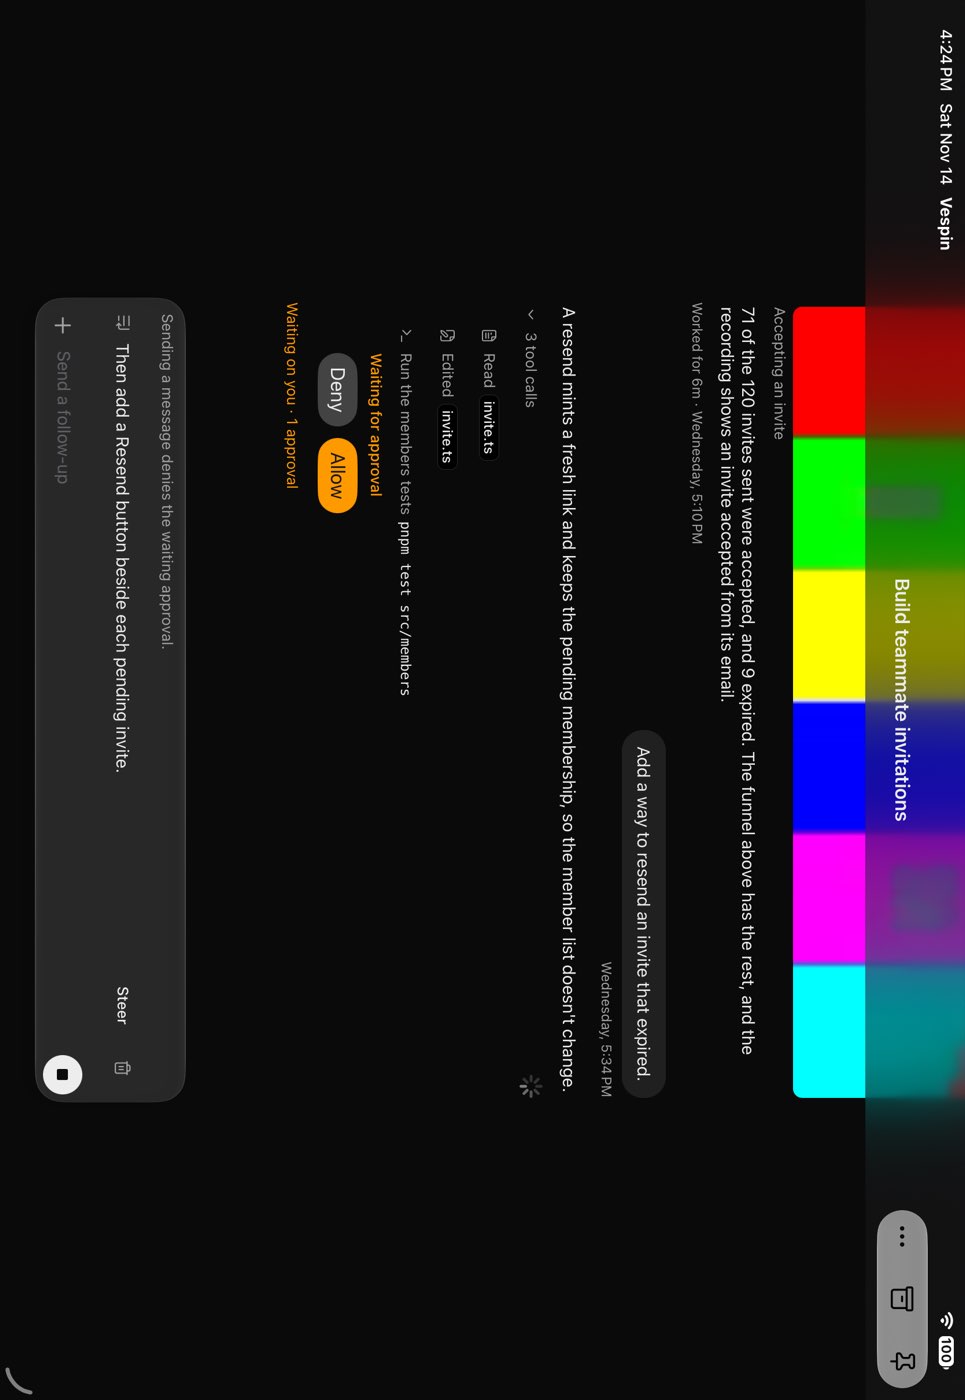 4:24 PM Sat Nov 14 Vespin
100
Build teammate invitations
Accepting an invite
71 of the 120 invites sent were accepted, and 9 expired. The funnel above has the rest, and the
recording shows an invite accepted from its email.
Worked for 6m · Wednesday, 5:10 PM
Add a way to resend an invite that expired.
Wednesday, 5:34 PM
A resend mints a fresh link and keeps the pending membership, so the member list doesn't change.
3 tool calls
Read invite.ts
Edited invite.ts
Run the members tests pnpm test src/members
Waiting for approval
Deny Allow
Waiting on you · 1 approval
Sending a message denies the waiting approval.
Then add a Resend button beside each pending invite.
Steer
Send a follow-up